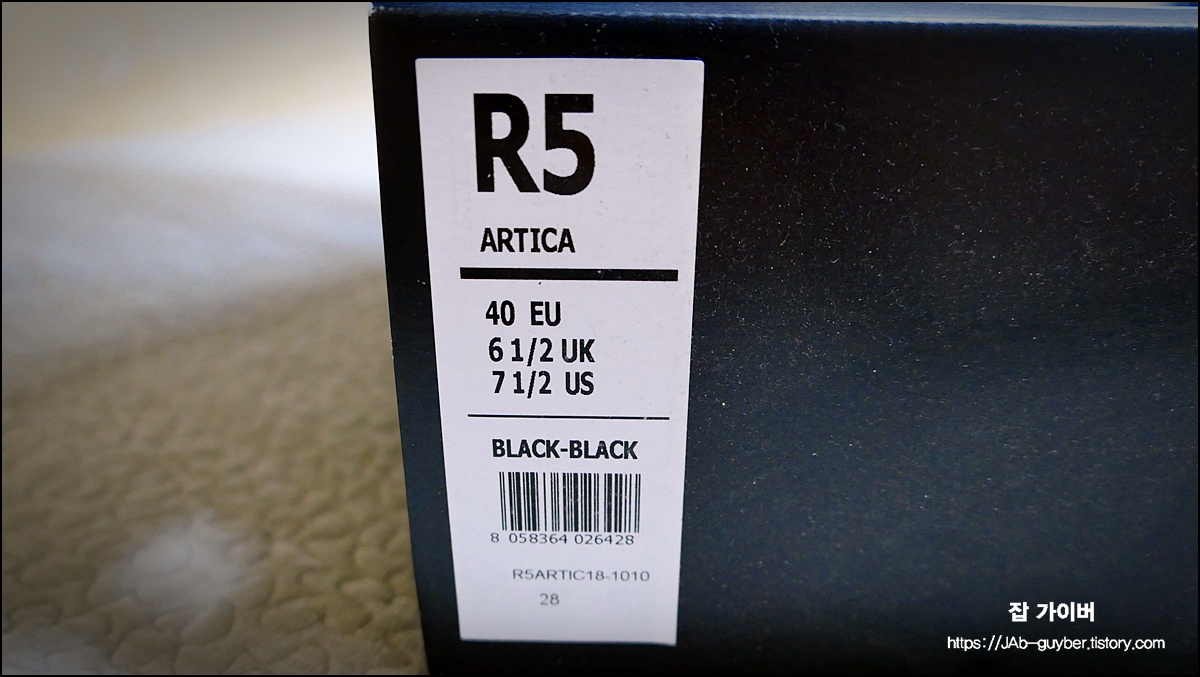 R5
ARTICA
40 EU
6 1/2 UK
7 1/2 US
BLACK-BLACK
8 058364 026428
R5ARTIC18-1010
28
잡 가이버
https://JAb-guyber.tistory.com